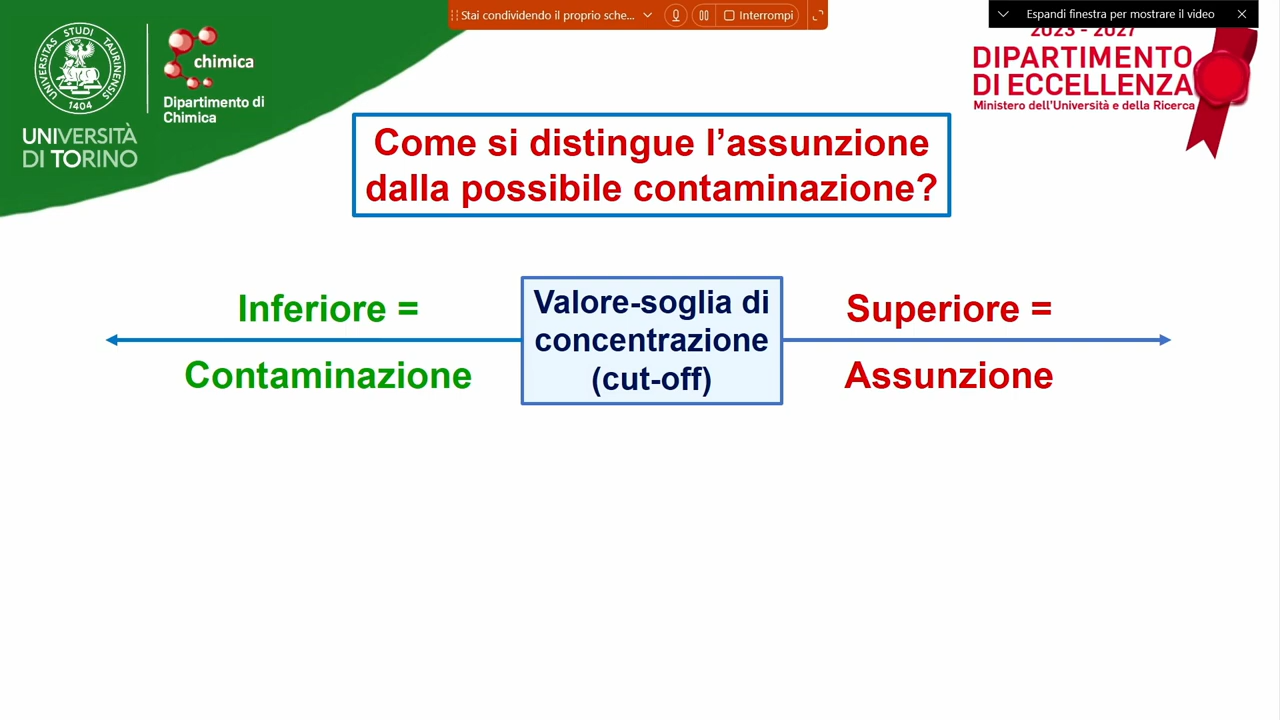 Stai condividendo il proprio sche...
Interrompi
Espandi finestra per mostrare il video
UNIVERSITAS STUDII TAURINENSIS
1404
UNIVERSITÀ
DI TORINO
chimica
Dipartimento di
Chimica
2023 - 2027
DIPARTIMENTO
DI ECCELLENZA
Ministero dell'Università e della Ricerca
Come si distingue l’assunzione
dalla possibile contaminazione?
Inferiore =
Contaminazione
Valore-soglia di
concentrazione
(cut-off)
Superiore =
Assunzione